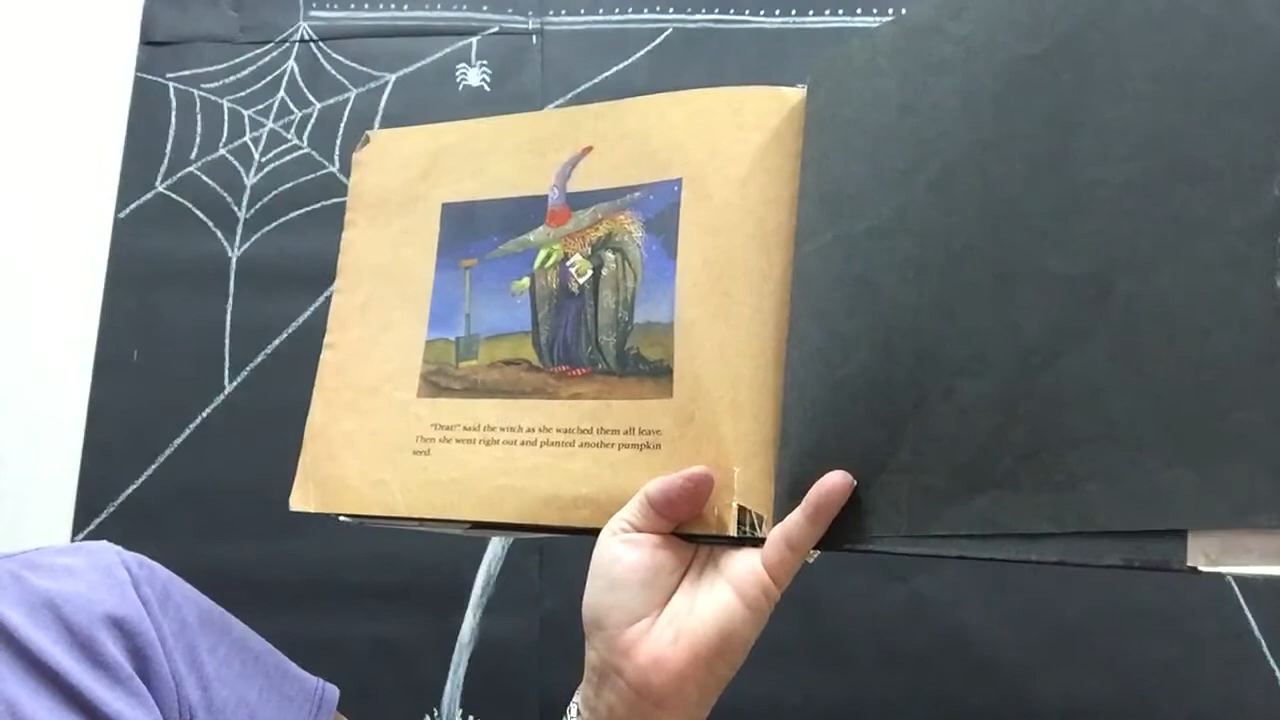 "Drat!" said the witch as she watched them all leave.
Then she went right out and planted another pumpkin
seed.